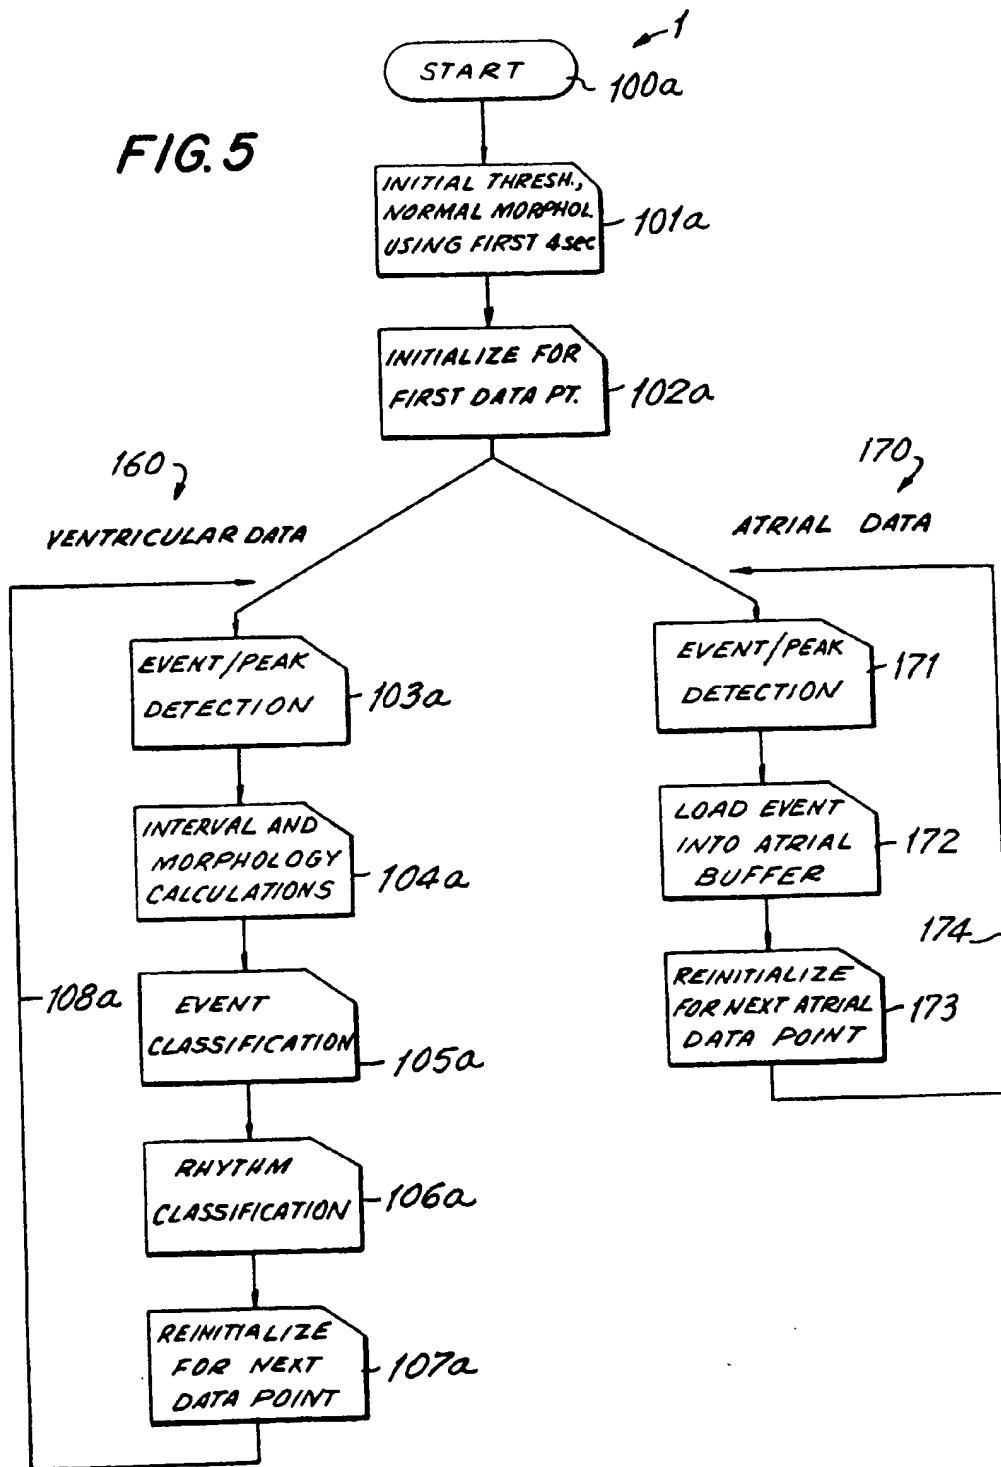 1
START
100a
FIG. 5
INITIAL THRESH.,
NORMAL MORPHOL
USING FIRST 4sec
101a
INITIALIZE FOR
FIRST DATA PT.
102a
160
VENTRICULAR DATA
170
ATRIAL DATA
EVENT/PEAK
DETECTION
103a
INTERVAL AND
MORPHOLOGY
CALCULATIONS
104a
EVENT
CLASSIFICATION
105a
RHYTHM
CLASSIFICATION
106a
REINITIALIZE
FOR NEXT
DATA POINT
107a
108a
EVENT/PEAK
DETECTION
171
LOAD EVENT
INTO ATRIAL
BUFFER
172
REINITIALIZE
FOR NEXT ATRIAL
DATA POINT
173
174